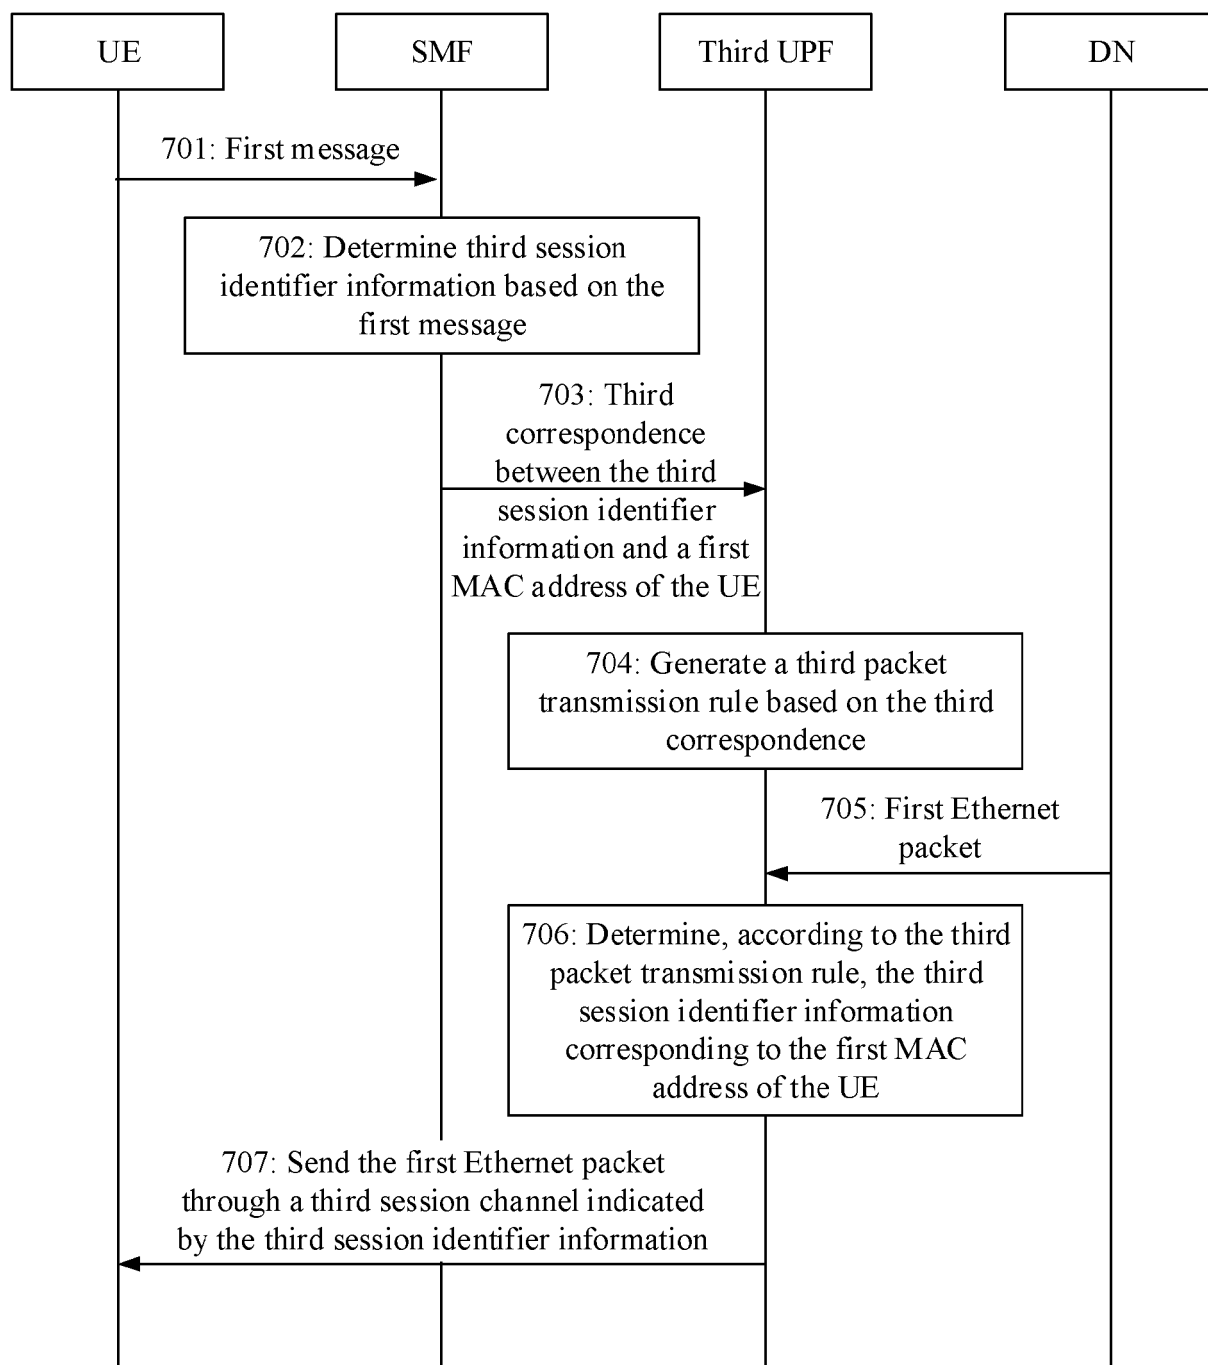 UE
SMF
Third UPF
DN
701: First message
702: Determine third session
identifier information based on the
first message
703: Third
correspondence
between the third
session identifier
information and a first
MAC address of the UE
704: Generate a third packet
transmission rule based on the third
correspondence
705: First Ethernet
packet
706: Determine, according to the third
packet transmission rule, the third
session identifier information
corresponding to the first MAC
address of the UE
707: Send the first Ethernet packet
through a third session channel indicated
by the third session identifier information